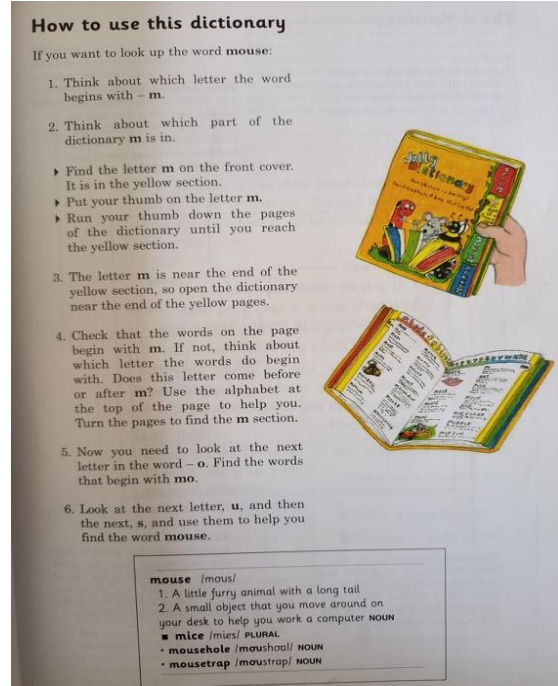 How to use this dictionary
If you want to look up the word mouse:
1. Think about which letter the word
begins with – m.
2. Think about which part of the
dictionary m is in.
Find the letter m on the front cover.
It is in the yellow section.
Put your thumb on the letter m.
Run your thumb down the pages
of the dictionary until you reach
the yellow section.
3. The letter m is near the end of the
yellow section, so open the dictionary
near the end of the yellow pages.
4. Check that the words on the page
begin with m. If not, think about
which letter the words do begin
with. Does this letter come before
or after m? Use the alphabet at
the top of the page to help you.
Turn the pages to find the m section.
5. Now you need to look at the next
letter in the word – o. Find the words
that begin with mo.
6. Look at the next letter, u, and then
the next, s, and use them to help you
find the word mouse.
Jolly
Dictionary
mouse /mous/
1. A little furry animal with a long tail
2. A small object that you move around on
your desk to help you work a computer NOUN
■ mice /mies/ PLURAL
• mousehole /moushoal/ NOUN
• mousetrap /moustrap/ NOUN